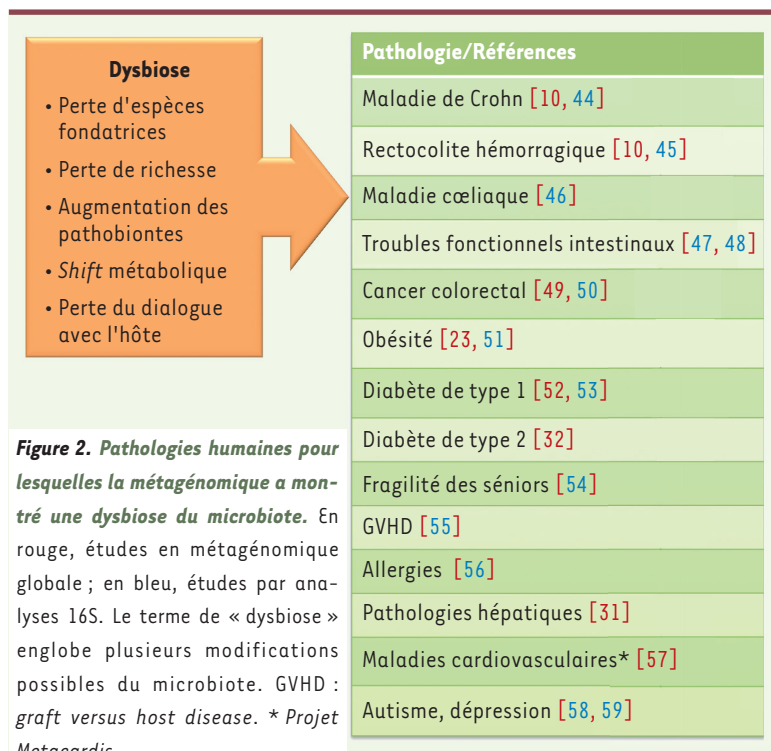 Dysbiose
• Perte d'espèces
fondatrices
• Perte de richesse
• Augmentation des
pathobiontes
• Shift métabolique
• Perte du dialogue
avec l'hôte
Pathologie/Références
Maladie de Crohn [10, 44]
Rectocolite hémorragique [10, 45]
Maladie cœliaque [46]
Troubles fonctionnels intestinaux [47, 48]
Cancer colorectal [49, 50]
Obésité [23, 51]
Diabète de type 1 [52, 53]
Diabète de type 2 [32]
Fragilité des séniors [54]
GVHD [55]
Allergies [56]
Pathologies hépatiques [31]
Maladies cardiovasculaires* [57]
Autisme, dépression [58, 59]
Figure 2. Pathologies humaines pour
lesquelles la métagénomique a mon-
tré une dysbiose du microbiote. En
rouge, études en métagénomique
globale ; en bleu, études par ana-
lyses 16S. Le terme de « dysbiose »
englobe plusieurs modifications
possibles du microbiote. GVHD :
graft versus host disease. * Projet
Metacardis